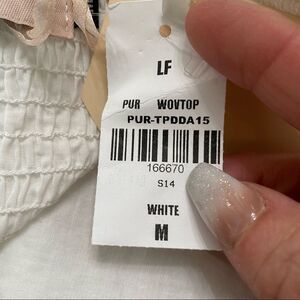 LF
PUR WOVTOP
PUR-TPDDA15
166670
S14
WHITE
M